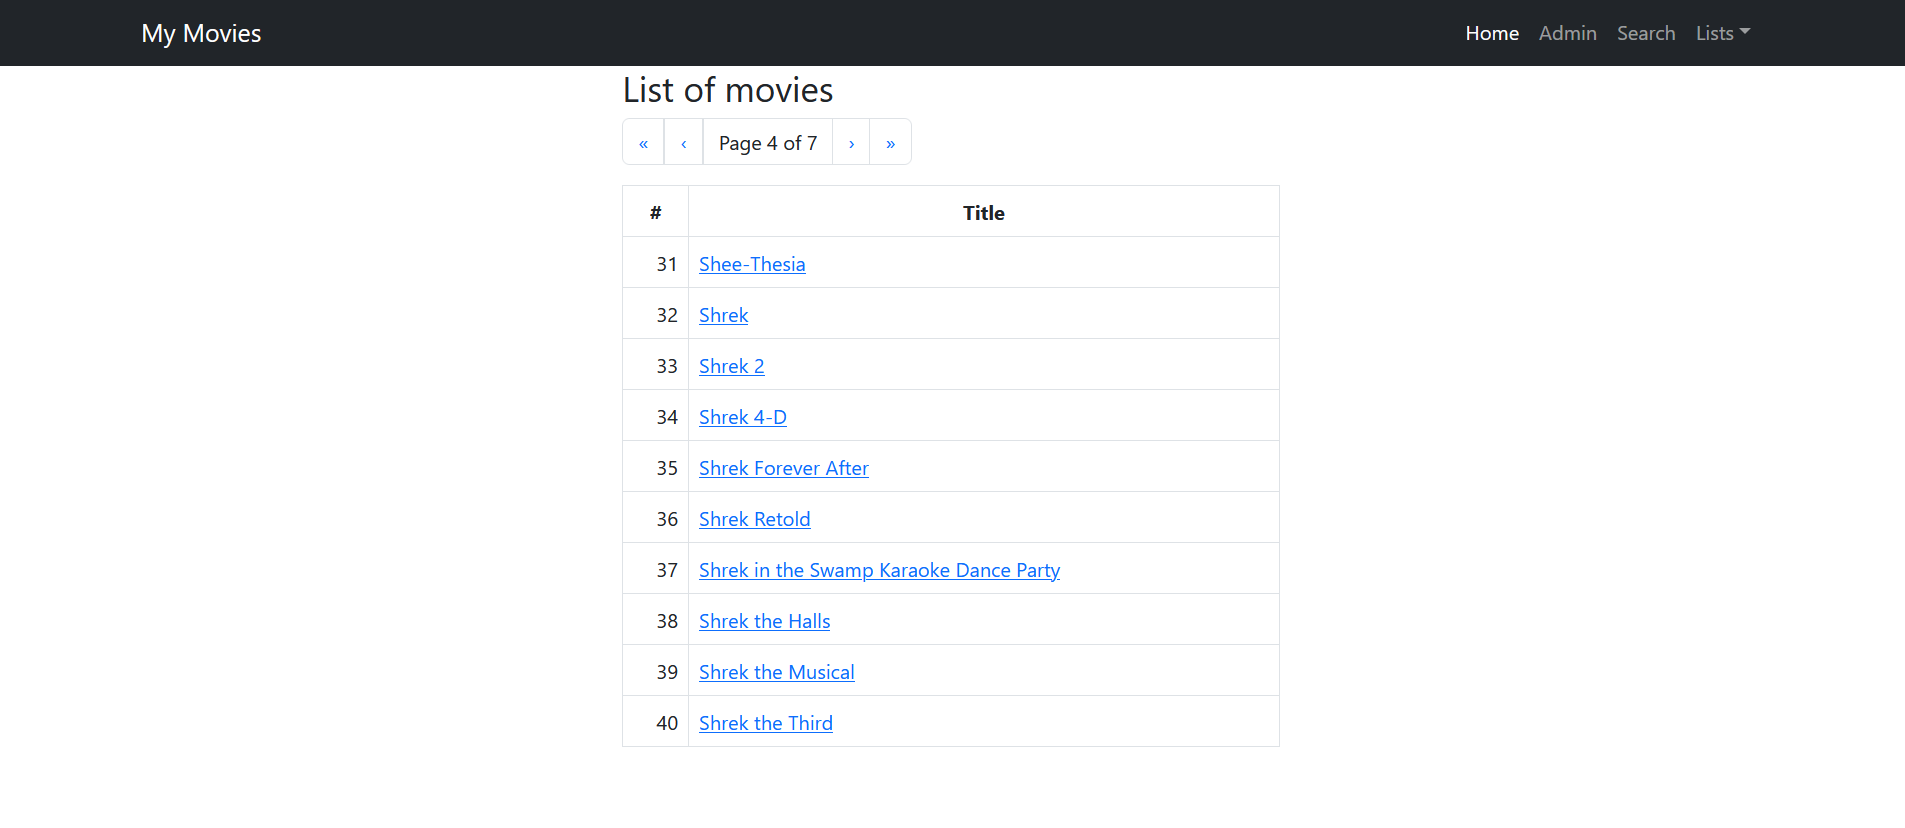 My Movies Home Admin Search Lists
List of movies
« ‹ Page 4 of 7 › »
# Title
31 Shee-Thesia
32 Shrek
33 Shrek 2
34 Shrek 4-D
35 Shrek Forever After
36 Shrek Retold
37 Shrek in the Swamp Karaoke Dance Party
38 Shrek the Halls
39 Shrek the Musical
40 Shrek the Third